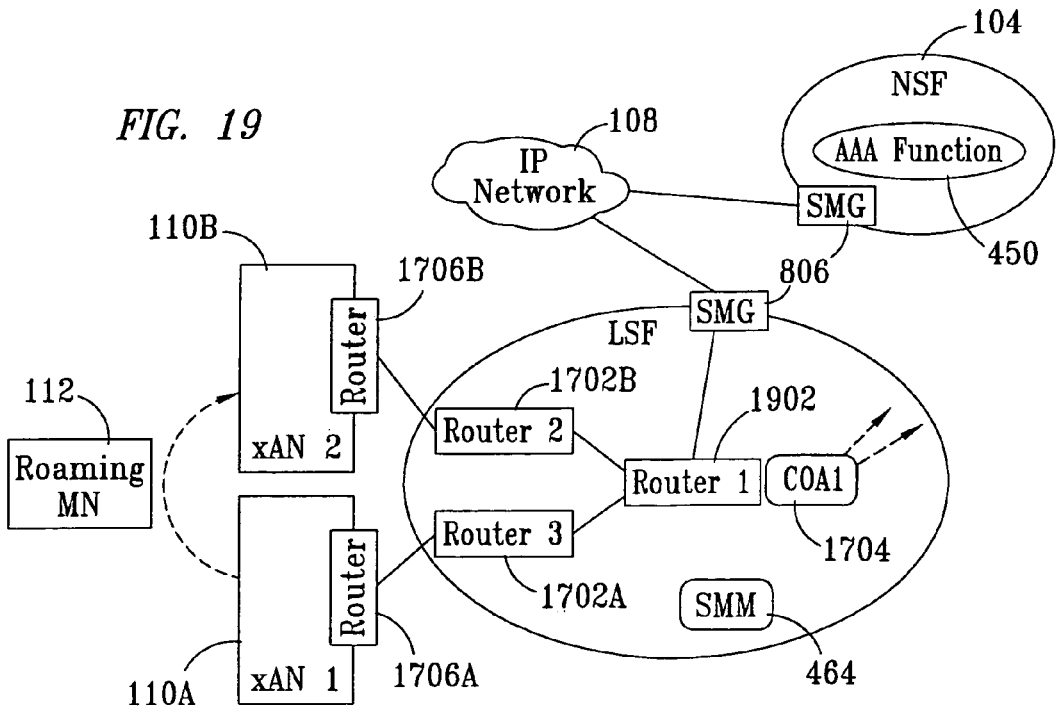 FIG. 19
104
NSF
AAA Function
SMG
450
806
108
IP
Network
110B
1706B
Router
xAN 2
112
Roaming
MN
SMG
LSF
1702B
Router 2
1902
Router 1
COA1
1704
Router 3
1702A
SMM
464
Router
xAN 1
1706A
110A